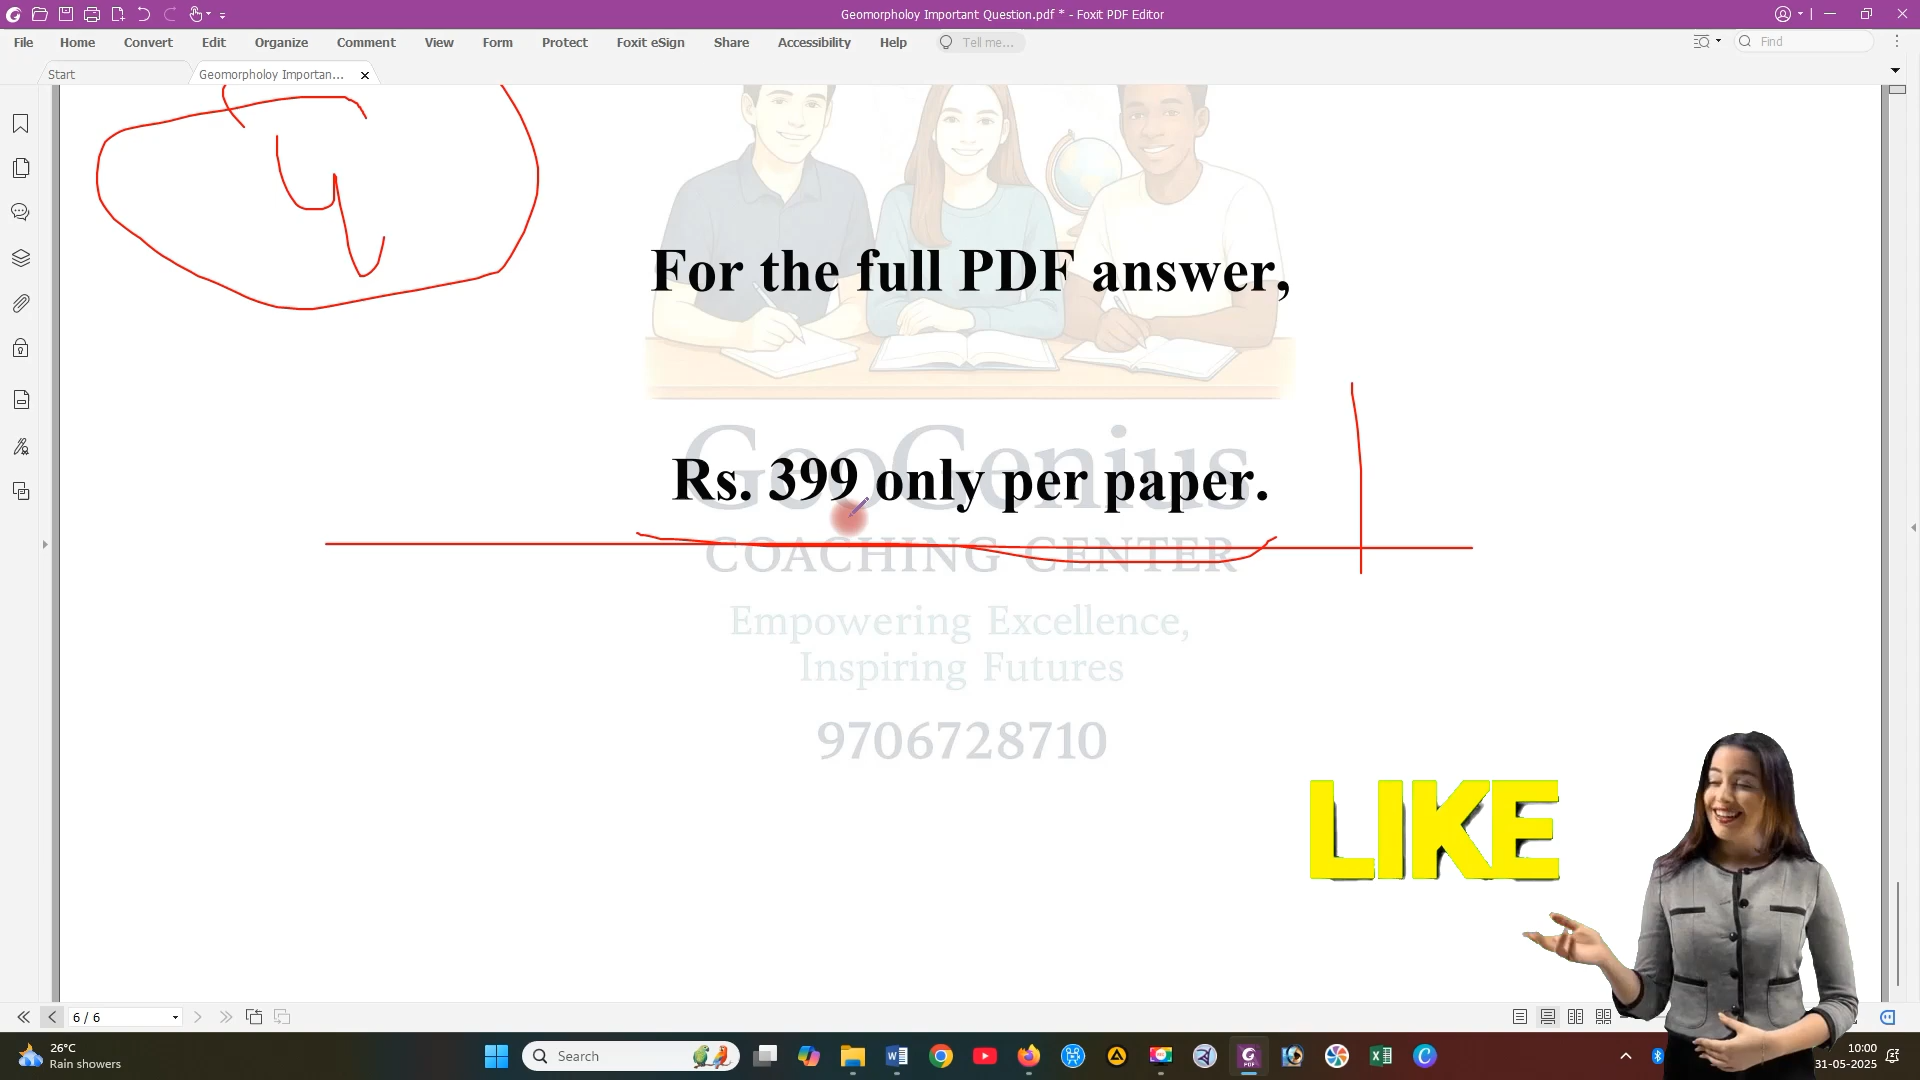 Geomorpholoy Important Question.pdf * - Foxit PDF Editor
File Home Convert Edit Organize Comment View Form Protect Foxit eSign Share Accessibility Help Tell me... Find
Start Geomorpholoy Importan...
For the full PDF answer,
GeoGenius
Rs. 399 only per paper.
COACHING CENTER
Empowering Excellence,
Inspiring Futures
9706728710
LIKE
6 / 6
26°C
Rain showers
Search
10:00
31-05-2025